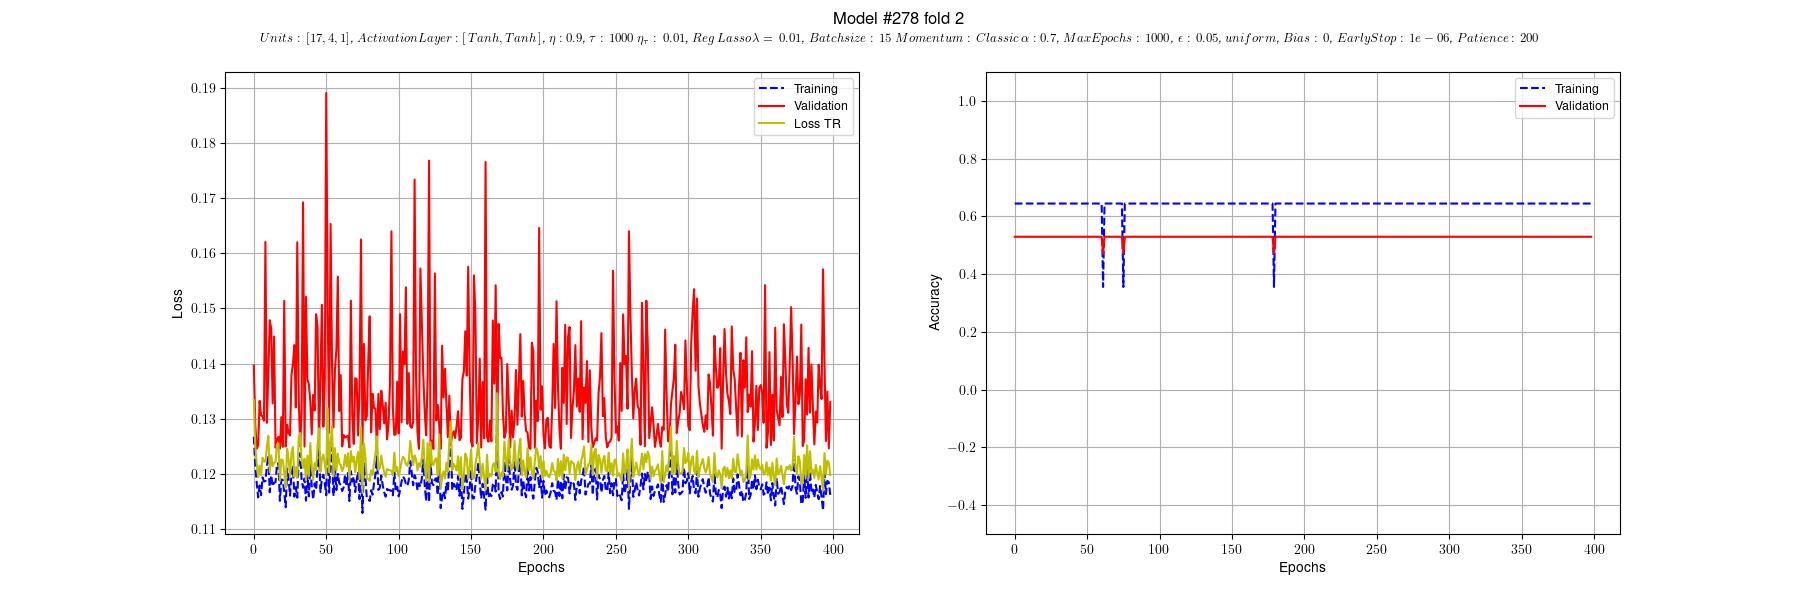 Model #278 fold 2
Units : [17, 4, 1], ActivationLayer : [Tanh, Tanh], η : 0.9, τ : 1000 ητ : 0.01, Reg Lasso λ = 0.01, Batchsize : 15 Momentum : Classic α : 0.7, MaxEpochs : 1000, ϵ : 0.05, uniform, Bias : 0, EarlyStop : 1e − 06, Patience : 200
Training
Validation
Loss TR
0.19
0.18
0.17
0.16
0.15
0.14
0.13
0.12
0.11
Loss
0 50 100 150 200 250 300 350 400
Epochs
Training
Validation
1.0
0.8
0.6
0.4
0.2
0.0
−0.2
−0.4
Accuracy
0 50 100 150 200 250 300 350 400
Epochs